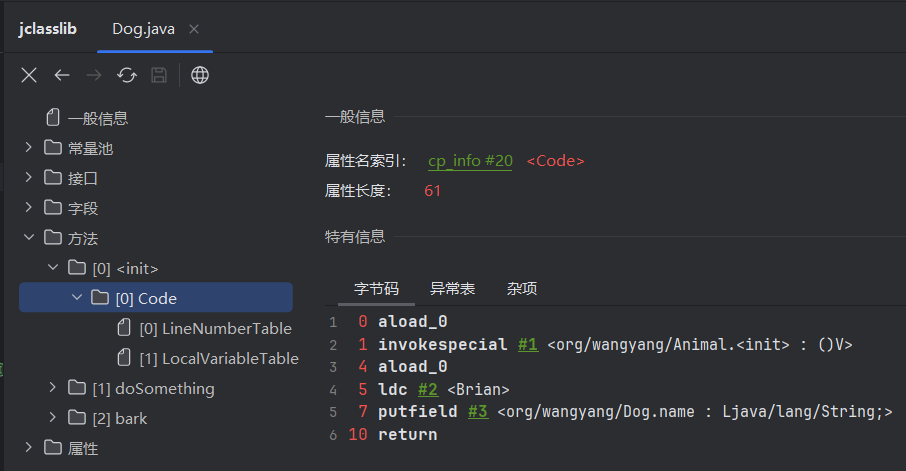 jclasslib
Dog.java
一般信息
常量池
接口
字段
方法
[0] <init>
[0] Code
[0] LineNumberTable
[1] LocalVariableTable
[1] doSomething
[2] bark
属性
一般信息
属性名索引: cp_info #20 <Code>
属性长度: 61
特有信息
字节码 异常表 杂项
1 0 aload_0
2 1 invokespecial #1 <org/wangyang/Animal.<init> : ()V>
3 4 aload_0
4 5 ldc #2 <Brian>
5 7 putfield #3 <org/wangyang/Dog.name : Ljava/lang/String;>
6 10 return